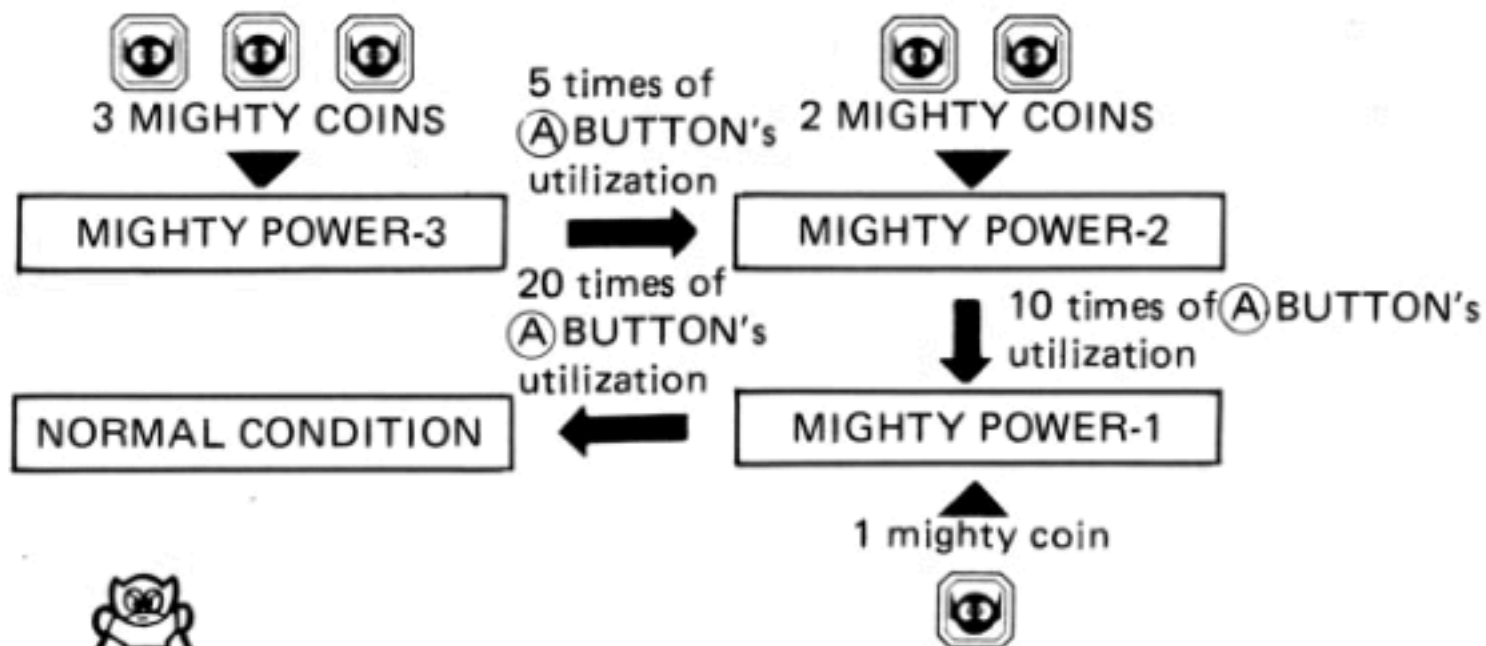 3 MIGHTY COINS
5 times of
Ⓐ BUTTON's
utilization
2 MIGHTY COINS
MIGHTY POWER-3
MIGHTY POWER-2
20 times of
Ⓐ BUTTON's
utilization
10 times of Ⓐ BUTTON's
utilization
NORMAL CONDITION
MIGHTY POWER-1
1 mighty coin